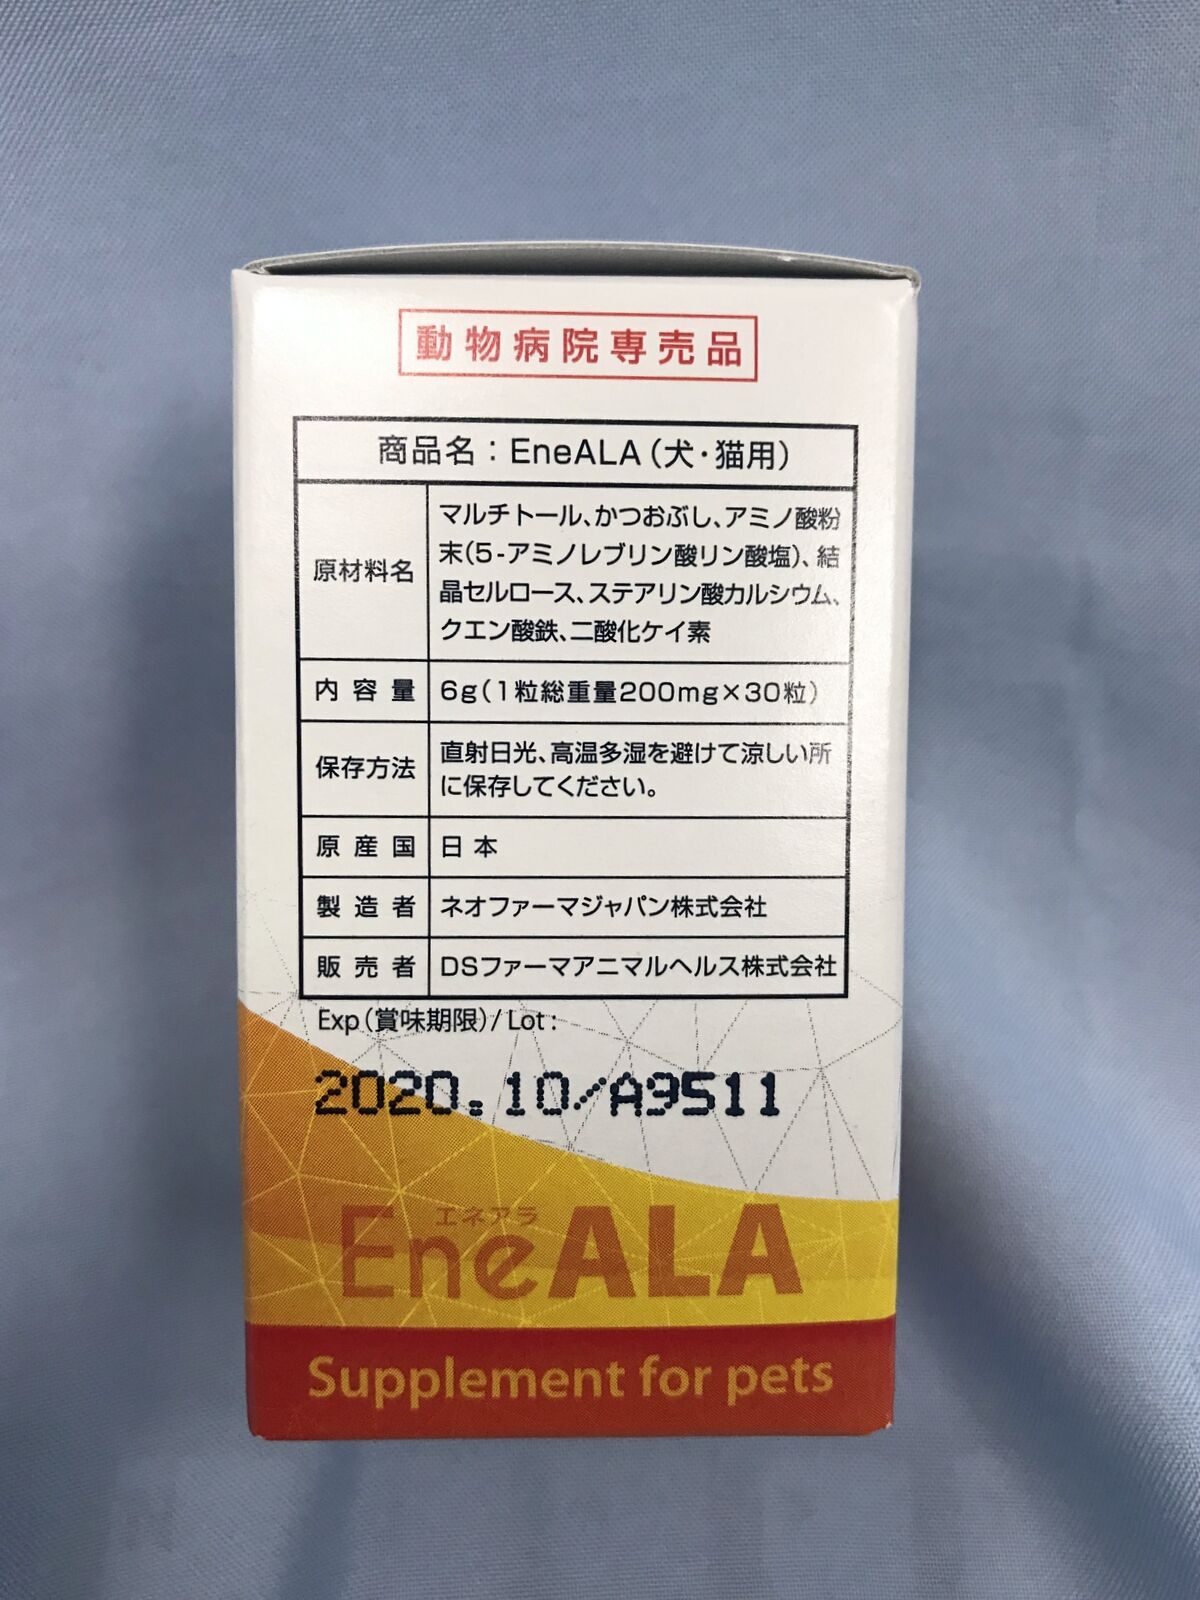 動物病院専売品
商品名：EneALA（犬・猫用）
原材料名
マルチトール、かつおぶし、アミノ酸粉
末（5-アミノレブリン酸リン酸塩）、結
晶セルロース、ステアリン酸カルシウム、
クエン酸鉄、二酸化ケイ素
内容量
6g（1粒総重量200mg×30粒）
保存方法
直射日光、高温多湿を避けて涼しい所
に保存してください。
原産国
日本
製造者
ネオファーマジャパン株式会社
販売者
DSファーマアニマルヘルス株式会社
Exp（賞味期限）/ Lot :
2020.10/A9511
エネアラ
EneALA
Supplement for pets